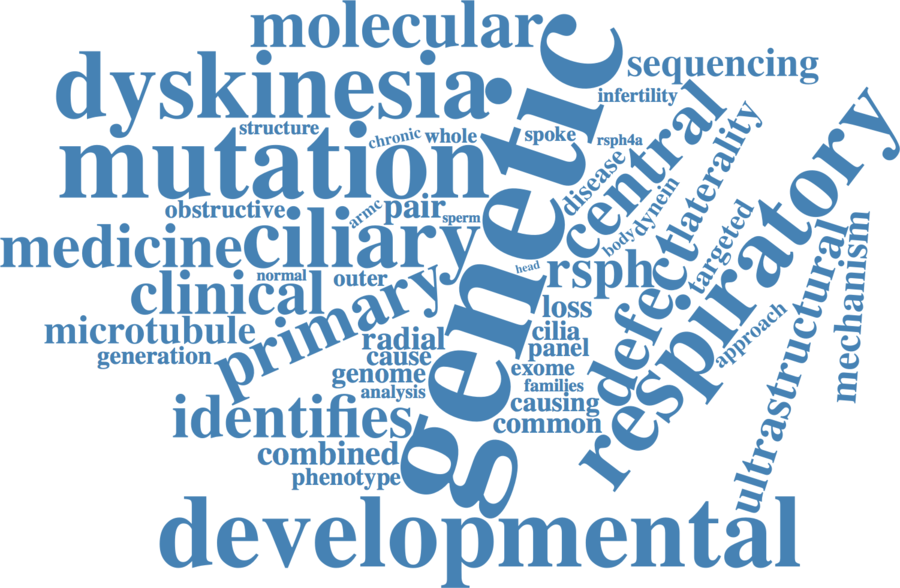 molecular
genetic
sequencing
dyskinesia
infertility
structure
chronic
whole
spoke
rsph4a
central
laterality
respiratory
mutation
disease
dynein
body
obstructive
armc
pair
sperm
medicine
ciliary
head
rsph
defect
targeted
mechanism
normal
outer
clinical
primary
loss
microtubule
radial
cilia
generation
cause
panel
approach
ultrastructural
genome
exome
analysis
families
identifies
causing
common
combined
phenotype
developmental